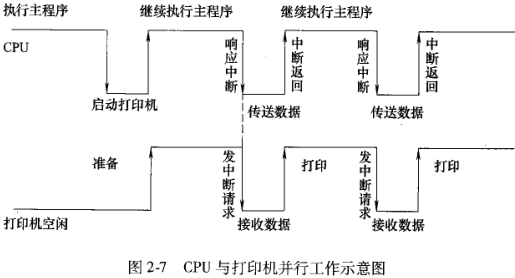 执行主程序
继续执行主程序
继续执行主程序
CPU
响应中断
中断返回
响应中断
中断返回
启动打印机
传送数据
传送数据
准备
发中断请求
打印
发中断请求
打印
打印机空闲
接收数据
接收数据
图 2-7 CPU 与打印机并行工作示意图